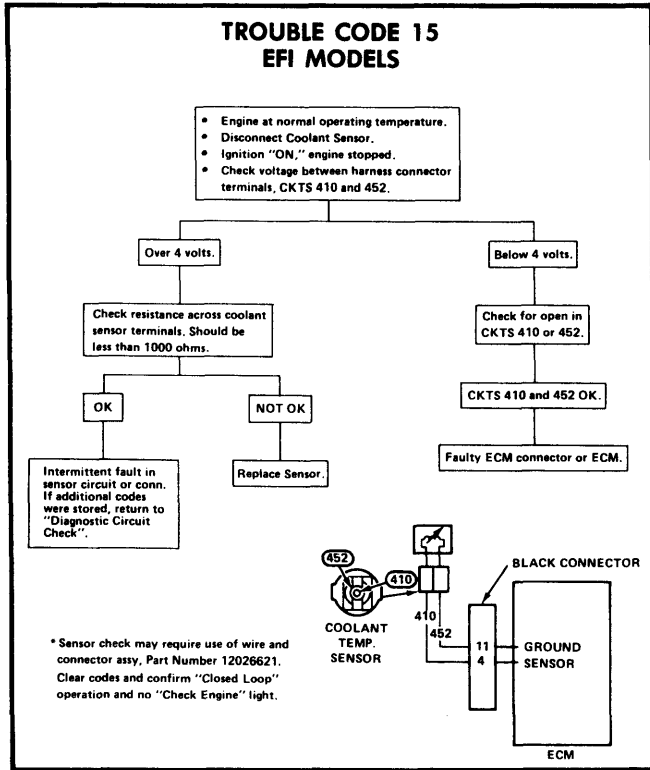 TROUBLE CODE 15
EFI MODELS
• Engine at normal operating temperature.
• Disconnect Coolant Sensor.
• Ignition "ON," engine stopped.
• Check voltage between harness connector
terminals, CKTS 410 and 452.
Over 4 volts.
Below 4 volts.
Check resistance across coolant
sensor terminals. Should be
less than 1000 ohms.
Check for open in
CKTS 410 or 452.
OK
NOT OK
CKTS 410 and 452 OK.
Intermittent fault in
sensor circuit or conn.
If additional codes
were stored, return to
"Diagnostic Circuit
Check".
Replace Sensor.
Faulty ECM connector or ECM.
452
410
BLACK CONNECTOR
COOLANT
TEMP.
SENSOR
410
452
11
GROUND
4
SENSOR
ECM
* Sensor check may require use of wire and
connector assy, Part Number 12026621.
Clear codes and confirm "Closed Loop"
operation and no "Check Engine" light.